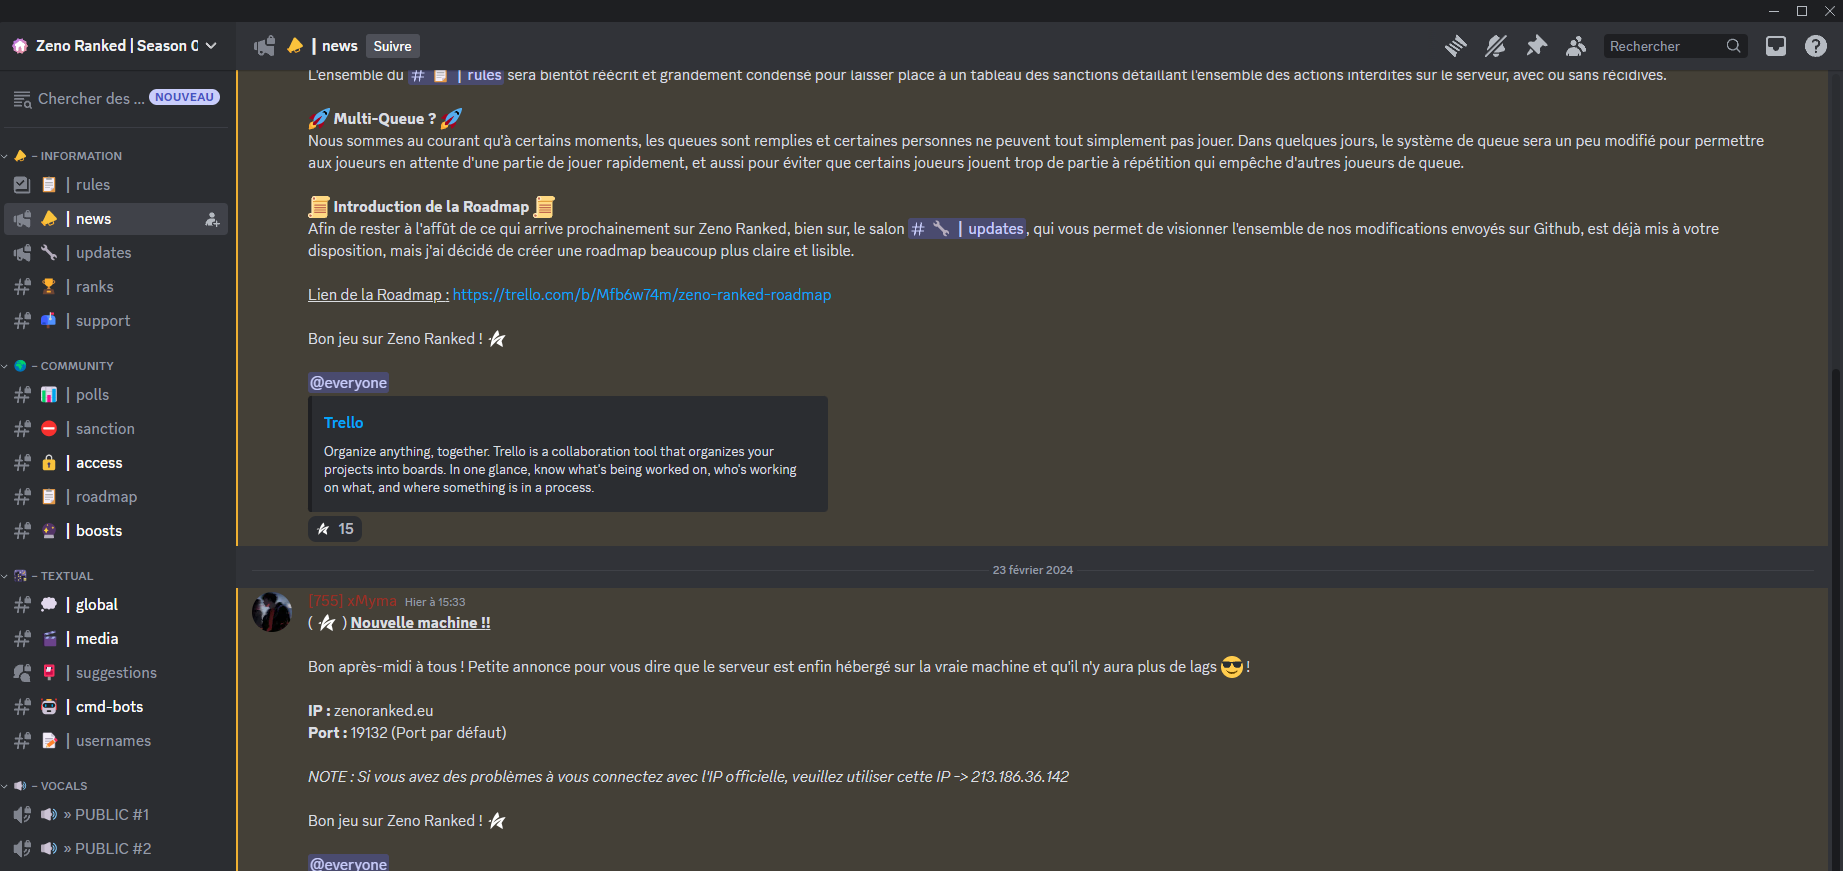 Zeno Ranked | Season 0
| news
Suivre
Rechercher
Chercher des ...
NOUVEAU
– INFORMATION
| rules
| news
| updates
| ranks
| support
– COMMUNITY
| polls
| sanction
| access
| roadmap
| boosts
– TEXTUAL
| global
| media
| suggestions
| cmd-bots
| usernames
– VOCALS
» PUBLIC #1
» PUBLIC #2
L'ensemble du # | rules sera bientôt réécrit et grandement condensé pour laisser place à un tableau des sanctions détaillant l'ensemble des actions interdites sur le serveur, avec ou sans récidives.
Multi-Queue ?
Nous sommes au courant qu'à certains moments, les queues sont remplies et certaines personnes ne peuvent tout simplement pas jouer. Dans quelques jours, le système de queue sera un peu modifié pour permettre
aux joueurs en attente d'une partie de jouer rapidement, et aussi pour éviter que certains joueurs jouent trop de partie à répétition qui empêche d'autres joueurs de queue.
Introduction de la Roadmap
Afin de rester à l'affût de ce qui arrive prochainement sur Zeno Ranked, bien sur, le salon # | updates, qui vous permet de visionner l'ensemble de nos modifications envoyés sur Github, est déjà mis à votre
disposition, mais j'ai décidé de créer une roadmap beaucoup plus claire et lisible.
Lien de la Roadmap : https://trello.com/b/Mfb6w74m/zeno-ranked-roadmap
Bon jeu sur Zeno Ranked !
@everyone
Trello
Organize anything, together. Trello is a collaboration tool that organizes your
projects into boards. In one glance, know what's being worked on, who's working
on what, and where something is in a process.
15
23 février 2024
[755] xMyma Hier à 15:33
( ) Nouvelle machine !!
Bon après-midi à tous ! Petite annonce pour vous dire que le serveur est enfin hébergé sur la vraie machine et qu'il n'y aura plus de lags !
IP : zenoranked.eu
Port : 19132 (Port par défaut)
NOTE : Si vous avez des problèmes à vous connectez avec l'IP officielle, veuillez utiliser cette IP -> 213.186.36.142
Bon jeu sur Zeno Ranked !
@everyone